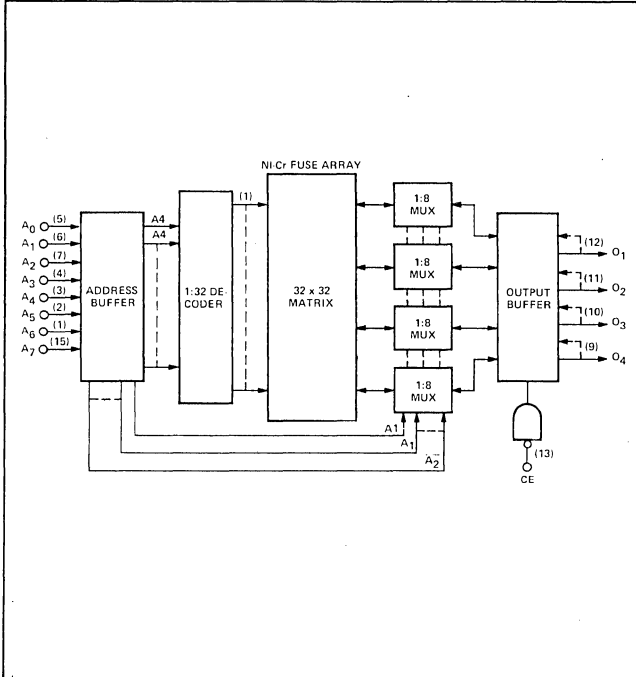 NI-Cr FUSE ARRAY
A0 (5)
A1 (6)
A2 (7)
A3 (4)
A4 (3)
A5 (2)
A6 (1)
A7 (15)
ADDRESS
BUFFER
A4
A4
1:32 DE-
CODER
(1)
32 x 32
MATRIX
1:8
MUX
1:8
MUX
1:8
MUX
1:8
MUX
A1
A1
A2
OUTPUT
BUFFER
(12) O1
(11) O2
(10) O3
(9) O4
(13)
CE